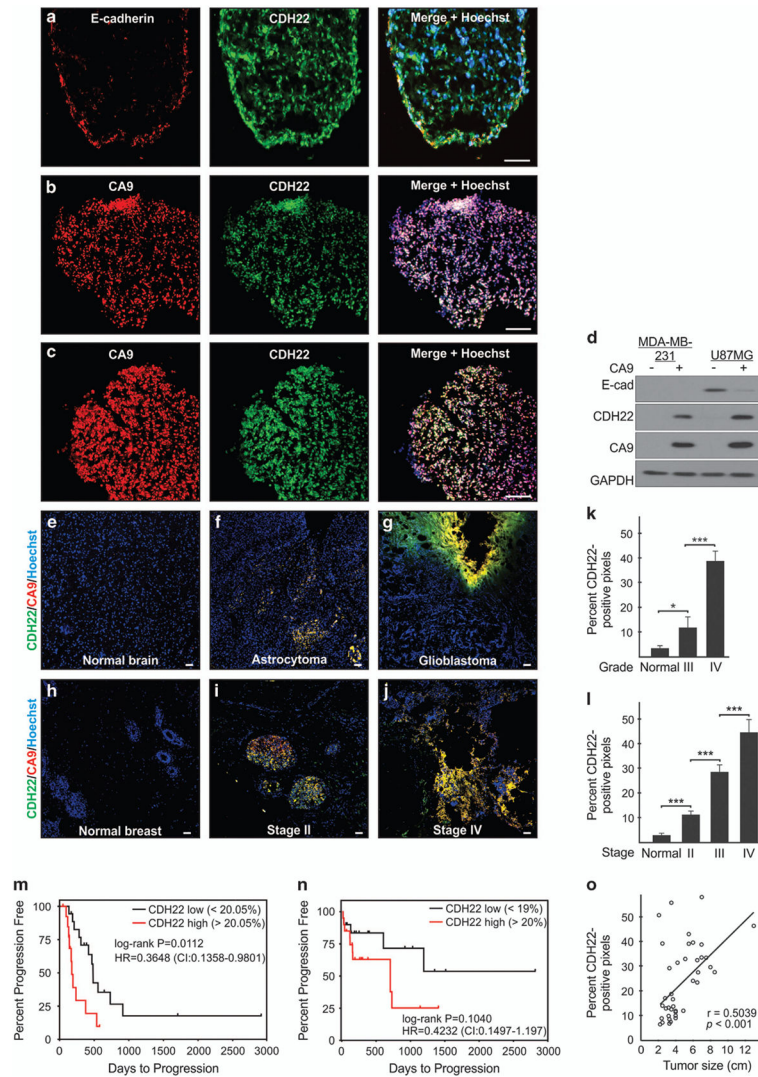 a E-cadherin CDH22 Merge + Hoechst
b CA9 CDH22 Merge + Hoechst
c CA9 CDH22 Merge + Hoechst
d
MDA-MB-
231 U87MG
CA9 - + - +
E-cad
CDH22
CA9
GAPDH
CDH22/CA9/Hoechst
e Normal brain
f Astrocytoma
g Glioblastoma
CDH22/CA9/Hoechst
h Normal breast
i Stage II
j Stage IV
k
Percent CDH22-
positive pixels
50
40
30
20
10
* ***
Grade Normal III IV
l
Percent CDH22-
positive pixels
50
40
30
20
10
*** *** ***
Stage Normal II III IV
m
CDH22 low (< 20.05%)
CDH22 high (> 20.05%)
log-rank P=0.0112
HR=0.3648 (CI:0.1358-0.9801)
Percent Progression Free
100
75
50
25
0
0 500 1000 1500 2000 2500 3000
Days to Progression
n
CDH22 low (< 19%)
CDH22 high (> 20%)
log-rank P=0.1040
HR=0.4232 (CI:0.1497-1.197)
Percent Progression Free
100
75
50
25
0
0 500 1000 1500 2000 2500 3000
Days to Progression
o
Percent CDH22-
positive pixels
60
50
40
30
20
10
r = 0.5039
p < 0.001
0 2 4 6 8 10 12
Tumor size (cm)